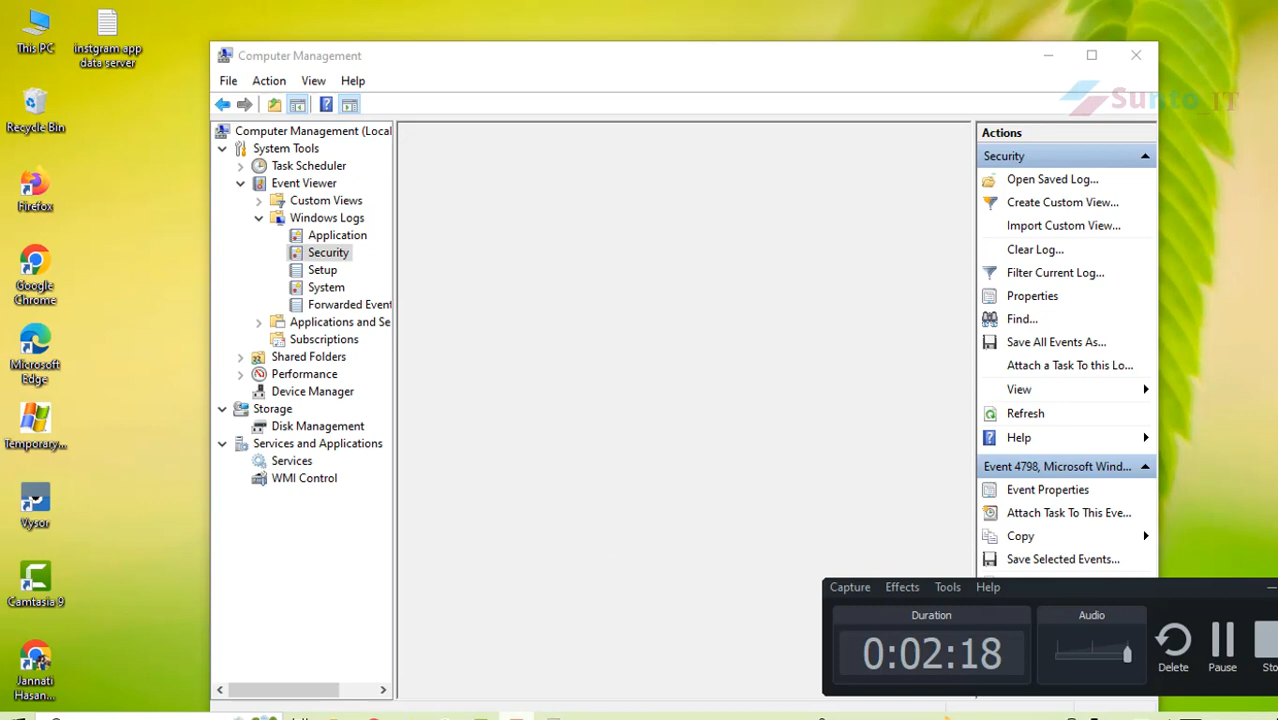 This PC
instgram app
data server
Recycle Bin
Firefox
Google
Chrome
Microsoft
Edge
Temporary...
Vysor
Camtasia 9
Jannati
Hasan...
Computer Management
File Action View Help
Sunto_IT
Computer Management (Local
System Tools
Task Scheduler
Event Viewer
Custom Views
Windows Logs
Application
Security
Setup
System
Forwarded Event
Applications and Se
Subscriptions
Shared Folders
Performance
Device Manager
Storage
Disk Management
Services and Applications
Services
WMI Control
Actions
Security
Open Saved Log...
Create Custom View...
Import Custom View...
Clear Log...
Filter Current Log...
Properties
Find...
Save All Events As...
Attach a Task To this Lo...
View
Refresh
Help
Event 4798, Microsoft Wind...
Event Properties
Attach Task To This Eve...
Copy
Save Selected Events...
Capture Effects Tools Help
Duration
Audio
0:02:18
Delete
Pause
Sto